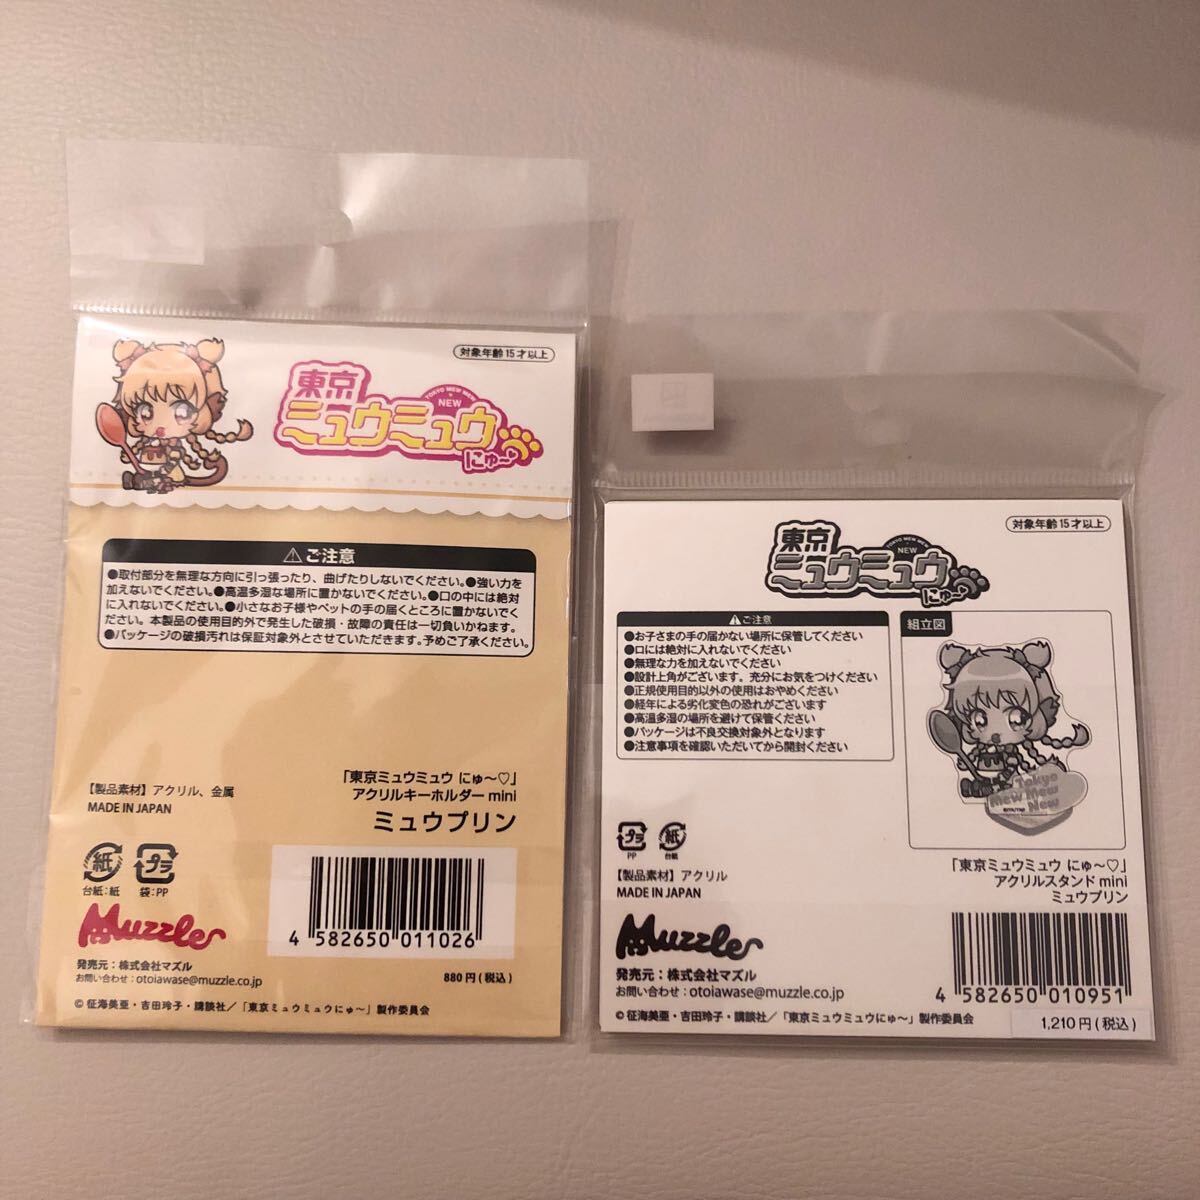 対象年齢15才以上
東京
ミュウミュウ
TOKYO MEW MEW
NEW
にゅ～♡
⚠ご注意
●取付部分を無理な方向に引っ張ったり、曲げたりしないでください。●強い力を
加えないでください。●高温多湿な場所に置かないでください。●口の中には絶対
に入れないでください。●小さなお子様やペットの手の届くところに置かないでく
ださい。本製品の使用目的外で発生した破損・故障の責任は一切負いかねます。
●パッケージの破損汚れは保証対象外とさせていただきます。予めご了承ください。
「東京ミュウミュウ にゅ～♡」
アクリルキーホルダー mini
ミュウプリン
【製品素材】アクリル、金属
MADE IN JAPAN
紙
プラ
台紙:紙
袋:PP
Muzzle
4 582650 011026
発売元：株式会社マズル
お問い合わせ：otoiawase@muzzle.co.jp
880円(税込)
© 征海美亜・吉田玲子・講談社／「東京ミュウミュウにゅ～」製作委員会
対象年齢15才以上
東京
ミュウミュウ
TOKYO MEW MEW
NEW
にゅ～♡
⚠ご注意
●お子さまの手の届かない場所に保管してください
●口には絶対に入れないでください
●無理な力を加えないでください
●設計上角がございます。充分にお気をつけください
●正規使用目的以外の使用はおやめください
●経年による劣化変色の恐れがございます
●高温多湿の場所を避けて保管ください
●パッケージは不良交換対象外となります
●注意事項を確認いただいてから開封ください
組立図
Tokyo
Mew Mew
New
プラ
紙
PP
台紙
【製品素材】アクリル
MADE IN JAPAN
「東京ミュウミュウ にゅ～♡」
アクリルスタンド mini
ミュウプリン
Muzzle
発売元：株式会社マズル
お問い合わせ：otoiawase@muzzle.co.jp
4 582650 010951
© 征海美亜・吉田玲子・講談社／「東京ミュウミュウにゅ～」製作委員会
1,210円(税込)